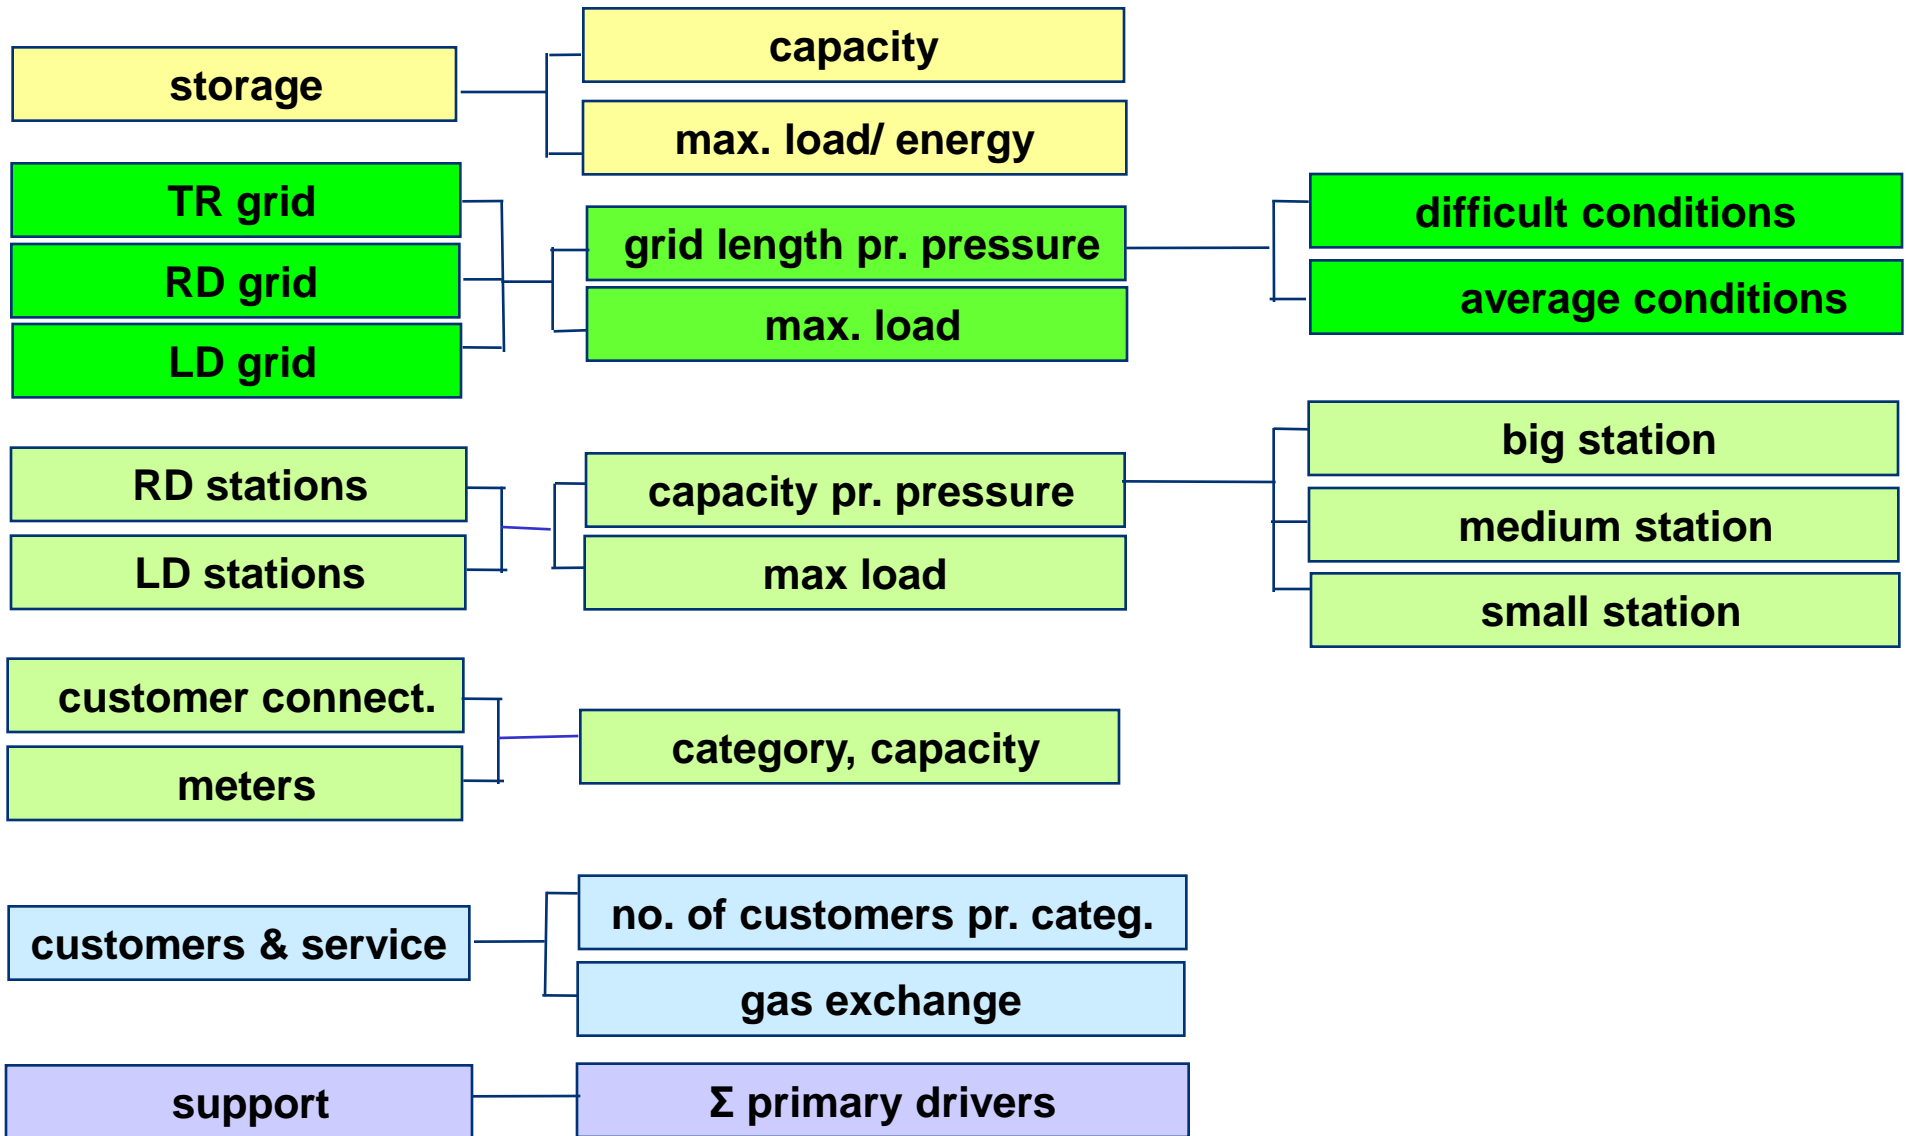 storage
capacity
max. load/ energy
TR grid
RD grid
LD grid
grid length pr. pressure
max. load
difficult conditions
average conditions
RD stations
LD stations
capacity pr. pressure
max load
big station
medium station
small station
customer connect.
meters
category, capacity
customers & service
no. of customers pr. categ.
gas exchange
support
Σ primary drivers